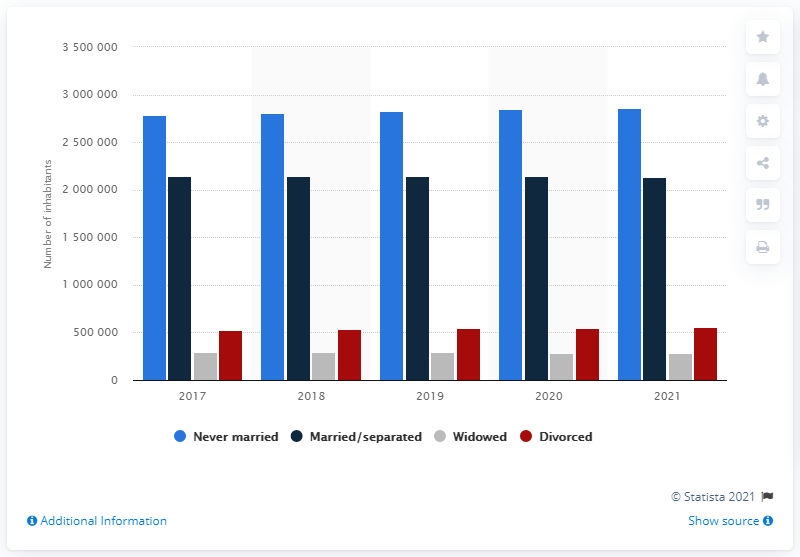 3 500 000
3 000 000
2 500 000
2 000 000
1 500 000
1 000 000
500 000
0
Number of inhabitants
2017 2018 2019 2020 2021
Never married Married/separated Widowed Divorced
© Statista 2021
Additional Information Show source